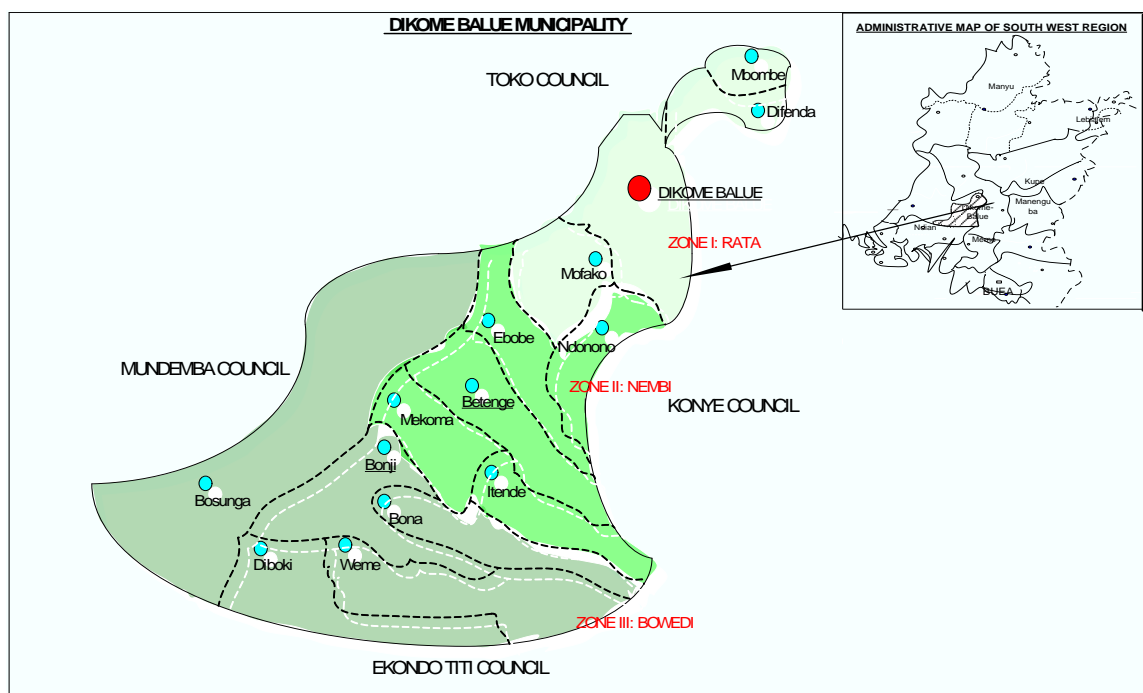 DIKOME BALUE MUNICIPALITY
ADMINISTRATIVE MAP OF SOUTH WEST REGION
TOKO COUNCIL
Mbombe
Difenda
DIKOME BALUE
ZONE I: RATA
Mofako
Ebobe
Ndonono
MUNDEMBA COUNCIL
ZONE II: NEMBI
KONYE COUNCIL
Betenge
Mekoma
Bonji
Itende
Bosunga
Bona
Diboki
Weme
ZONE III: BOWEDI
EKONDO TITI COUNCIL
Manyu
Lebialem
Kupe
Manengu
ba
Dikome-
Balue
Ndian
Meme
BUEA